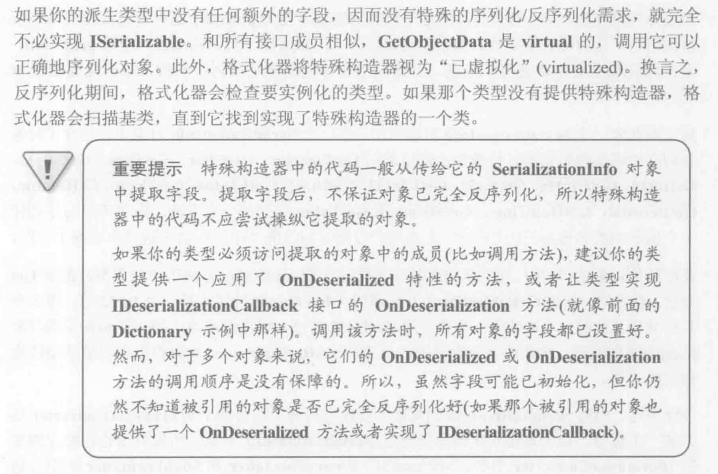 如果你的派生类型中没有任何额外的字段，因而没有特殊的序列化/反序列化需求，就完全
不必实现 ISerializable。和所有接口成员相似，GetObjectData 是 virtual 的，调用它可以
正确地序列化对象。此外，格式化器将特殊构造器视为“已虚拟化”(virtualized)。换言之，
反序列化期间，格式化器会检查要实例化的类型。如果那个类型没有提供特殊构造器，格
式化器会扫描基类，直到它找到实现了特殊构造器的一个类。
!
重要提示 特殊构造器中的代码一般从传给它的 SerializationInfo 对象
中提取字段。提取了字段后，不保证对象已完全反序列化，所以特殊构造
器中的代码不应尝试操纵它提取的对象。
如果你的类型必须访问提取的对象中的成员(比如调用方法)，建议你的类
型提供一个应用了 OnDeserialized 特性的方法，或者让类型实现
IDeserializationCallback 接口的 OnDeserialization 方法(就像前面的
Dictionary 示例中那样)。调用该方法时，所有对象的字段都已设置好。
然而，对于多个对象来说，它们的 OnDeserialized 或 OnDeserialization
方法的调用顺序是没有保障的。所以，虽然字段可能已初始化，但你仍
然不知道被引用的对象是否已完全反序列化好(如果那个被引用的对象也
提供了一个 OnDeserialized 方法或者实现了 IDeserializationCallback)。